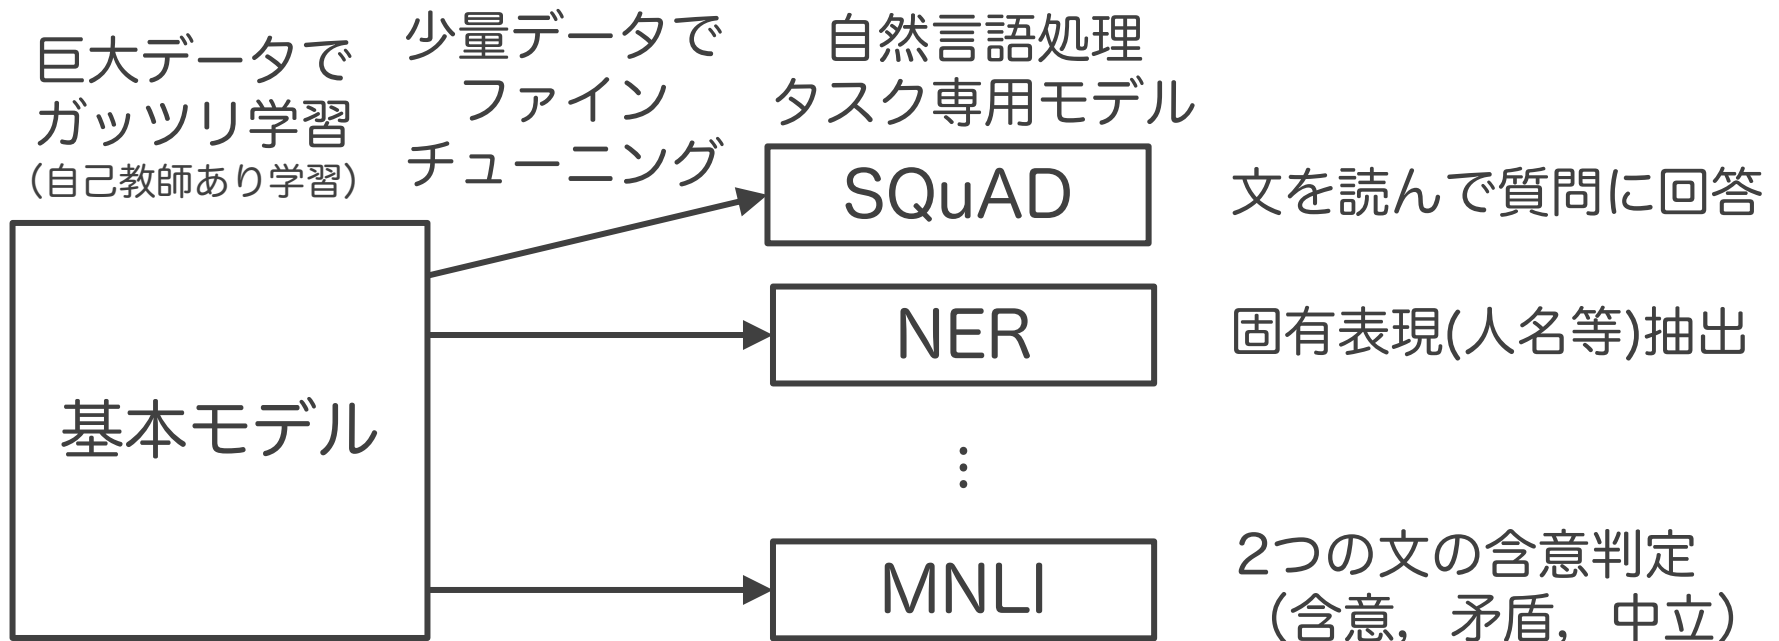 巨大データで
ガッツリ学習
（自己教師あり学習）
少量データで
ファイン
チューニング
自然言語処理
タスク専用モデル
基本モデル
SQuAD
文を読んで質問に回答
NER
固有表現(人名等)抽出
⋮
MNLI
2つの文の含意判定
（含意，矛盾，中立）